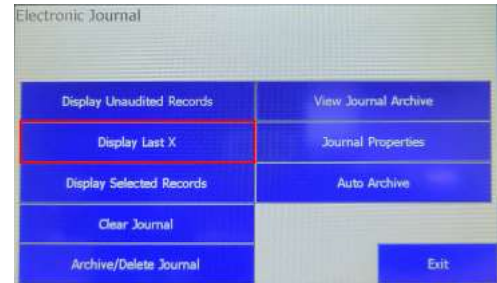 Electronic Journal
Display Unaudited Records
View Journal Archive
Display Last X
Journal Properties
Display Selected Records
Auto Archive
Clear Journal
Archive/Delete Journal
Exit